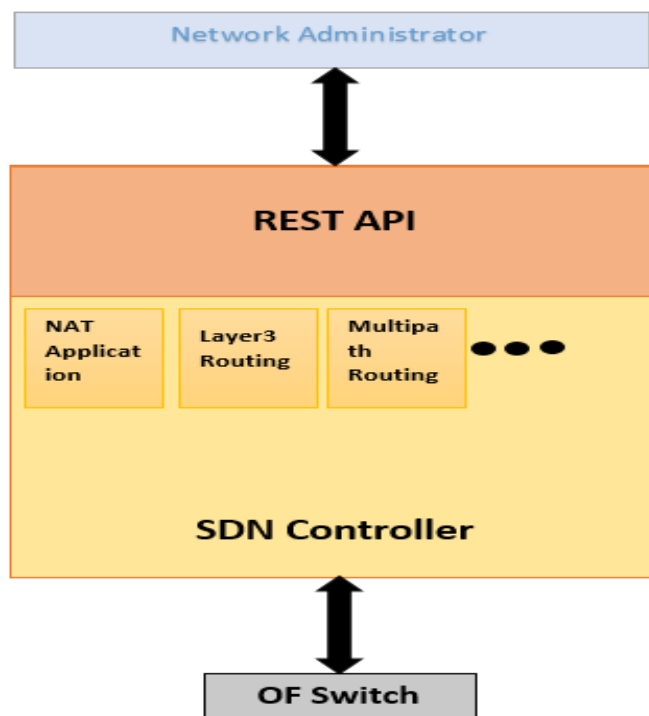 Network Administrator
REST API
NAT
Applicat
ion
Layer3
Routing
Multipa
th
Routing
SDN Controller
OF Switch